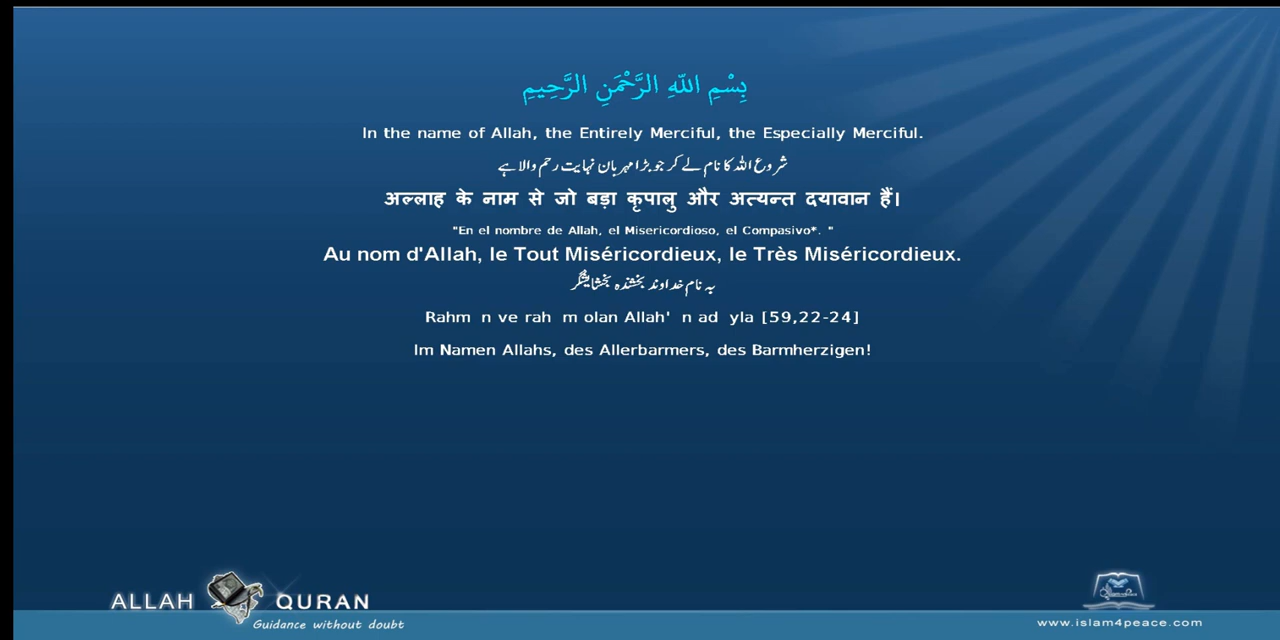 بِسْمِ اللَّهِ الرَّحْمَنِ الرَّحِيمِ
In the name of Allah, the Entirely Merciful, the Especially Merciful.
شروع اللہ کا نام لے کر جو بڑا مہربان نہایت رحم والا ہے
अल्लाह के नाम से जो बड़ा कृपालु और अत्यन्त दयावान हैं।
"En el nombre de Allah, el Misericordioso, el Compasivo*. "
Au nom d'Allah, le Tout Miséricordieux, le Très Miséricordieux.
به نام خداوند بخشنده بخشایشگر
Rahm n ve rah m olan Allah' n ad yla [59,22-24]
Im Namen Allahs, des Allerbarmers, des Barmherzigen!
ALLAH QURAN
Guidance without doubt
www.islam4peace.com